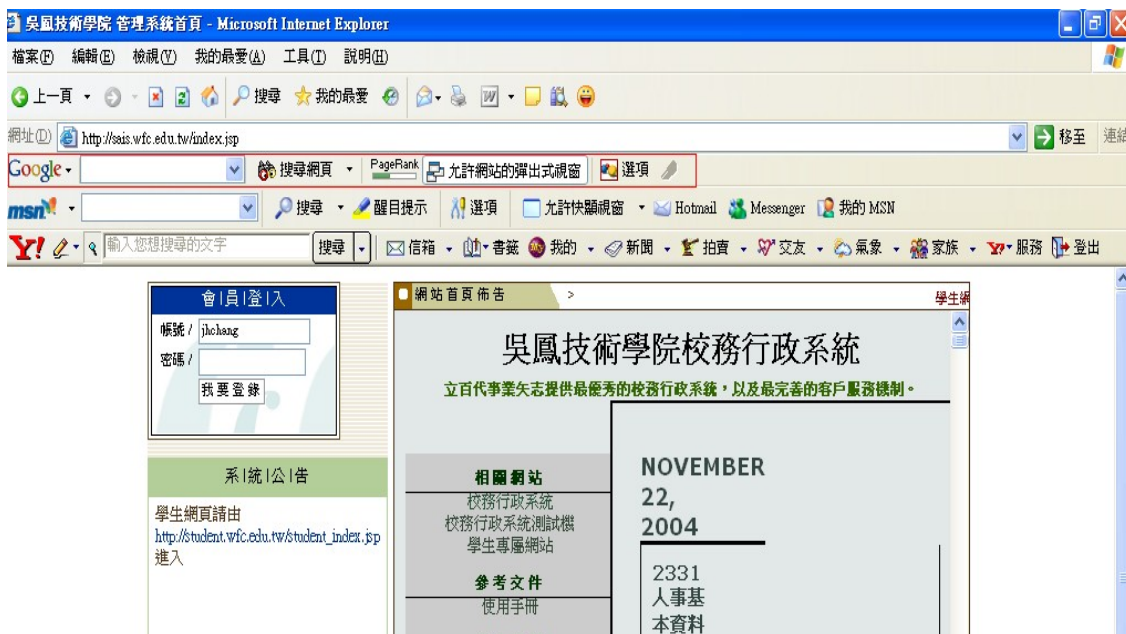 吳鳳技術學院 管理系統首頁 - Microsoft Internet Explorer
檔案(F) 編輯(E) 檢視(V) 我的最愛(A) 工具(T) 說明(H)
上一頁 搜尋 我的最愛
網址(D) http://sais.wfc.edu.tw/index.jsp 移至 連結
Google 搜尋網頁 PageRank 允許網站的彈出式視窗 選項
msn 搜尋 醒目提示 選項 允許快顯視窗 Hotmail Messenger 我的 MSN
Y! 輸入您想搜尋的文字 搜尋 信箱 書籤 我的 新聞 拍賣 交友 氣象 家族 服務 登出
會|員|登|入
帳號 / jhchang
密碼 /
我要登錄
系|統|公|告
學生網頁請由
http://student.wfc.edu.tw/student_index.jsp
進入
網站首頁佈告 > 學生網
吳鳳技術學院校務行政系統
立百代事業矢志提供最優秀的校務行政系統，以及最完善的客戶服務機制。
相關網站
校務行政系統
校務行政系統測試機
學生專屬網站
參考文件
使用手冊
NOVEMBER
22,
2004
2331
人事基
本資料